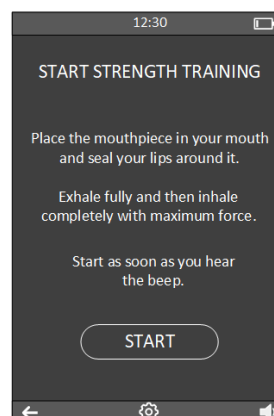 12:30
START STRENGTH TRAINING
Place the mouthpiece in your mouth
and seal your lips around it.
Exhale fully and then inhale
completely with maximum force.
Start as soon as you hear
the beep.
START